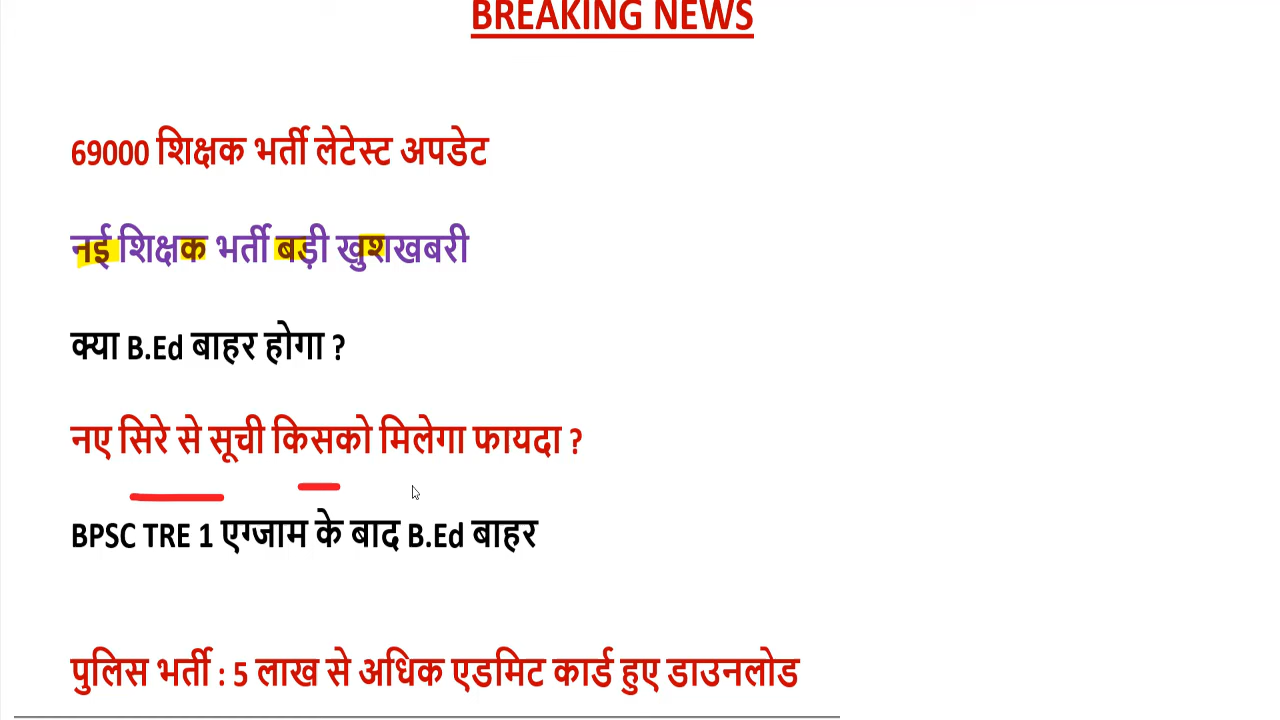 BREAKING NEWS
69000 शिक्षक भर्ती लेटेस्ट अपडेट
नई शिक्षक भर्ती बड़ी खुशखबरी
क्या B.Ed बाहर होगा ?
नए सिरे से सूची किसको मिलेगा फायदा ?
BPSC TRE 1 एग्जाम के बाद B.Ed बाहर
पुलिस भर्ती : 5 लाख से अधिक एडमिट कार्ड हुए डाउनलोड